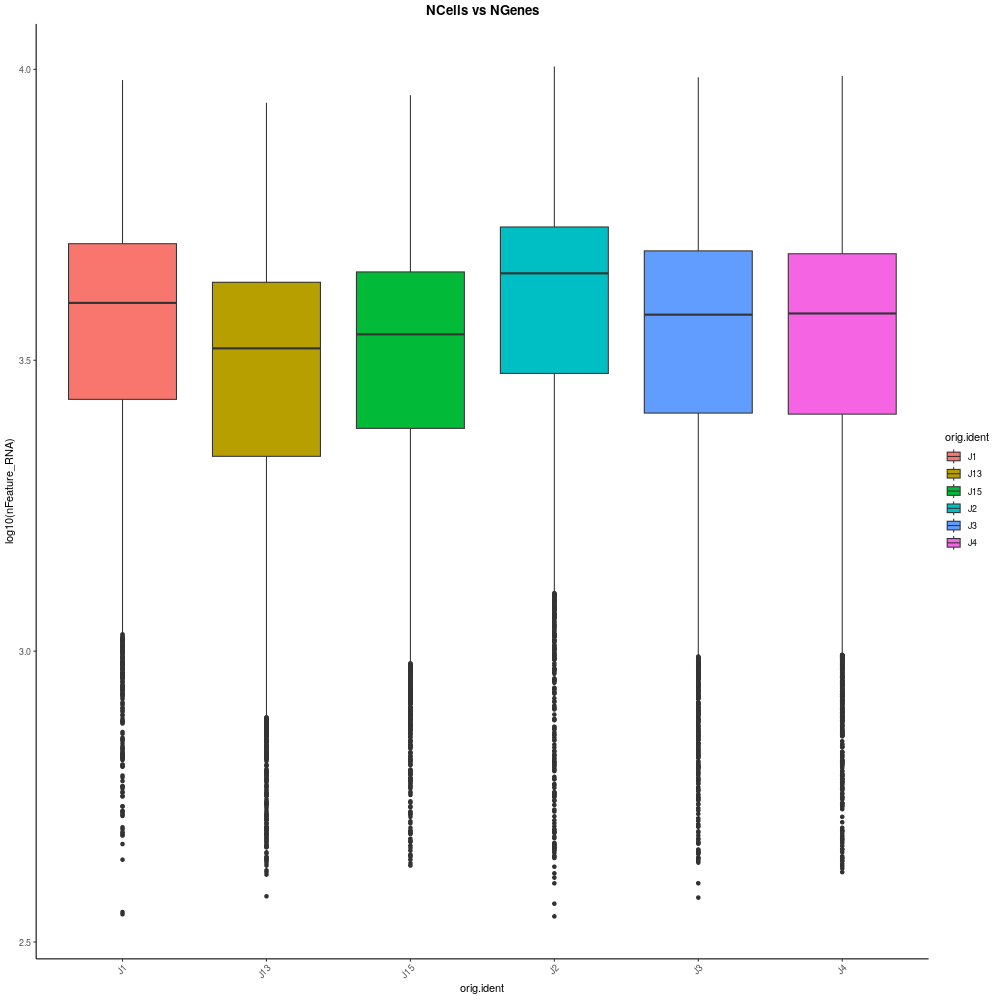 NCells vs NGenes
4.0
3.5
3.0
2.5
log10(nFeature_RNA)
J1
J13
J15
J2
J3
J4
orig.ident
orig.ident
J1
J13
J15
J2
J3
J4